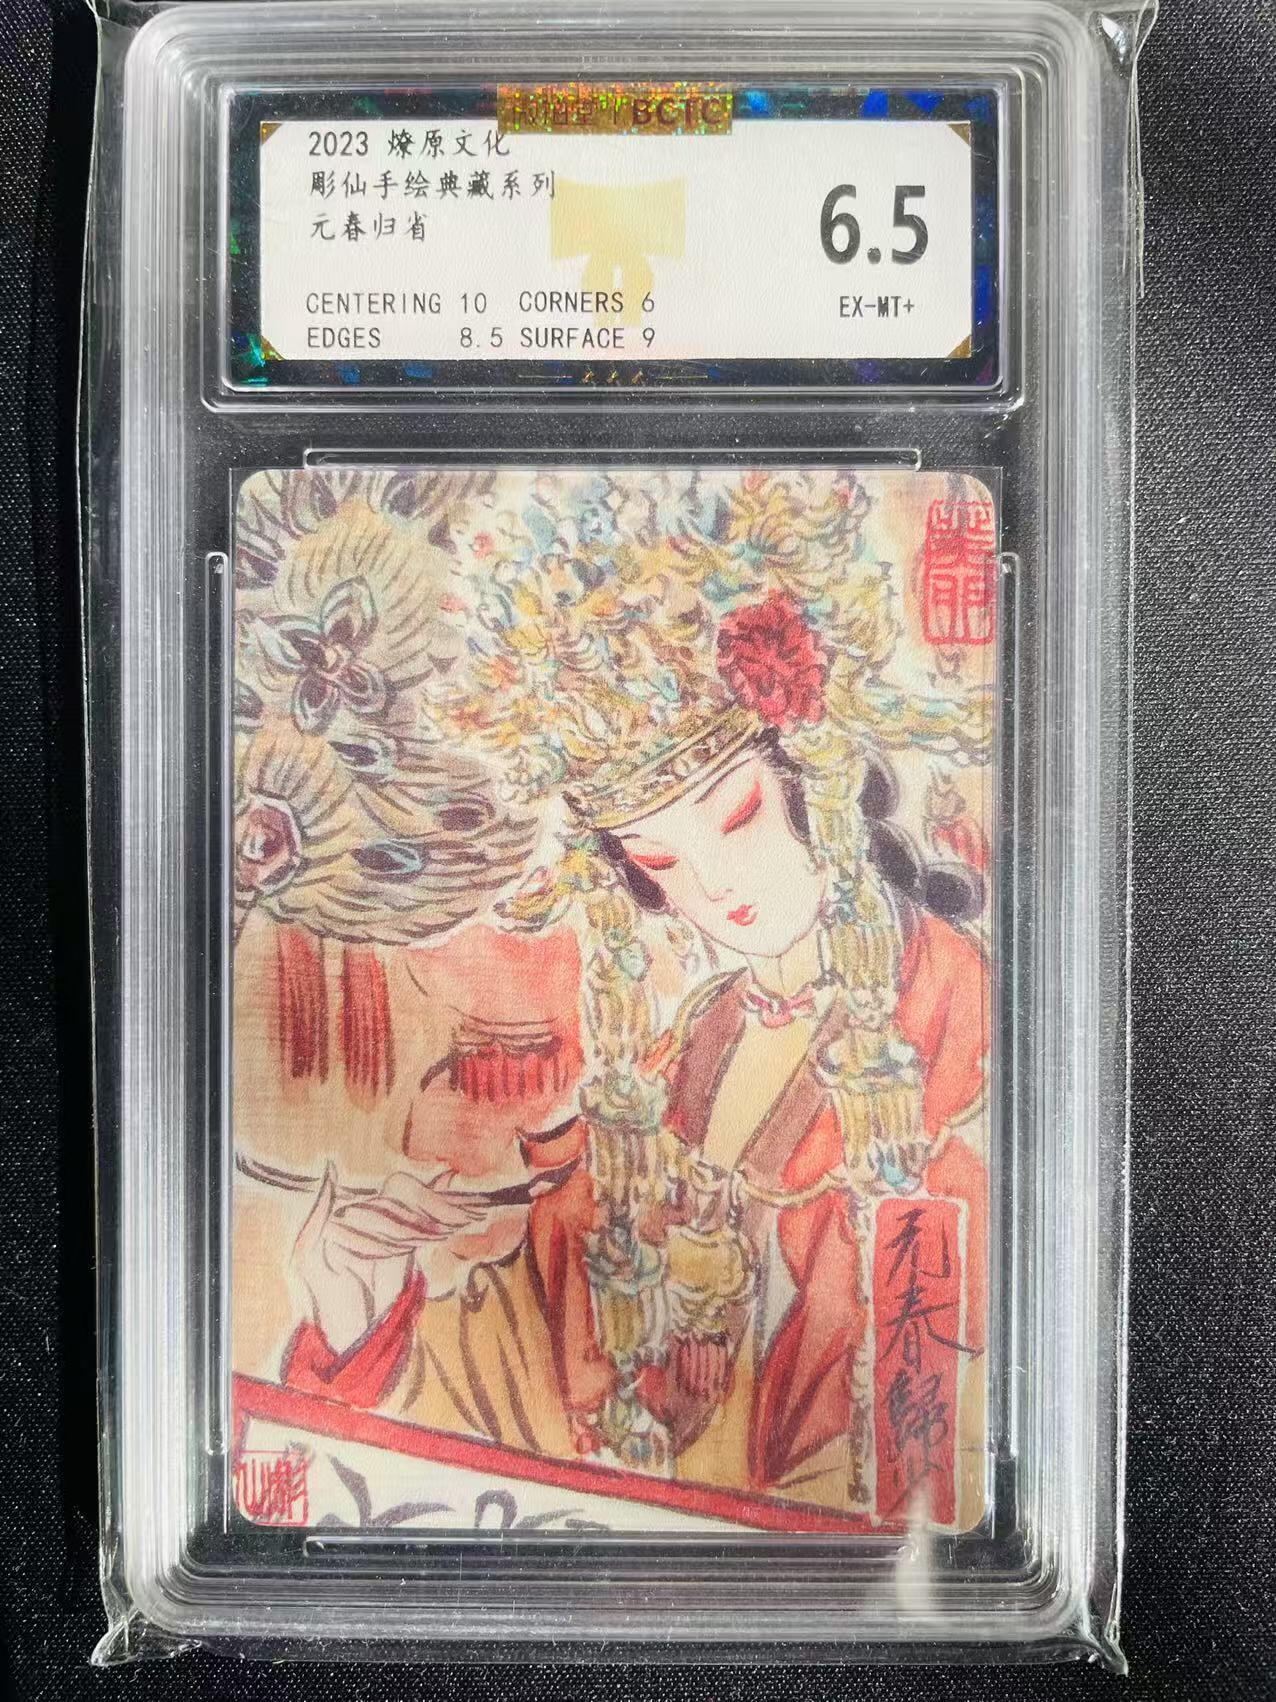 BCTC
2023 燎原文化
彫仙手绘典藏系列
元春归省
6.5
EX-MT+
CENTERING 10 CORNERS 6
EDGES 8.5 SURFACE 9
元春歸省